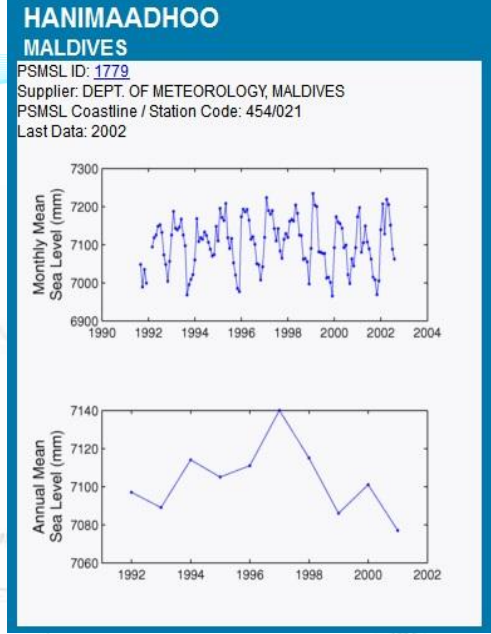 HANIMAADHOO
MALDIVES
PSMSL ID: 1779
Supplier: DEPT. OF METEOROLOGY, MALDIVES
PSMSL Coastline / Station Code: 454/021
Last Data: 2002
Monthly Mean
Sea Level (mm)
7300
7200
7100
7000
6900
1990 1992 1994 1996 1998 2000 2002 2004
Annual Mean
Sea Level (mm)
7140
7120
7100
7080
7060
1992 1994 1996 1998 2000 2002